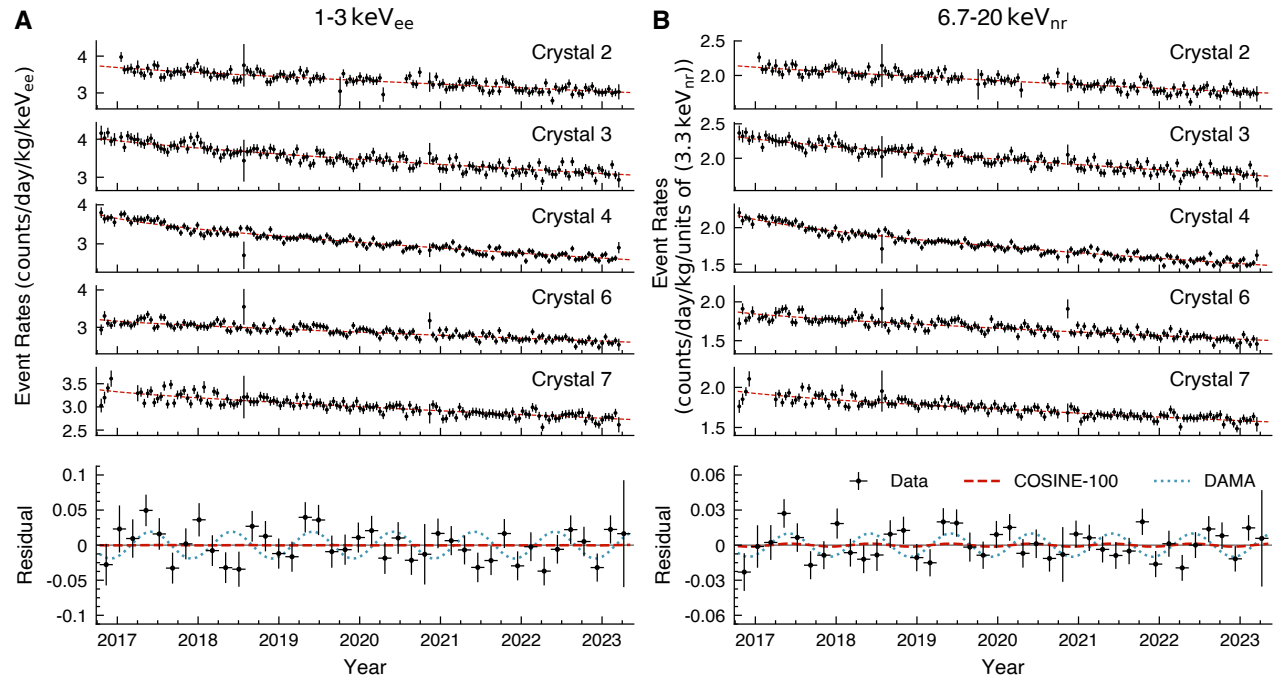 A
1-3 keVee
Event Rates (counts/day/kg/keVee)
Crystal 2
4
3
Crystal 3
4
3
Crystal 4
4
3
Crystal 6
4
3
Crystal 7
3.5
3.0
2.5
Residual
0.1
0.05
0
-0.05
-0.1
2017 2018 2019 2020 2021 2022 2023
Year
B
6.7-20 keVnr
Event Rates
(counts/day/kg/units of (3.3 keVnr))
Crystal 2
2.5
2.0
Crystal 3
2.5
2.0
Crystal 4
2.0
1.5
Crystal 6
2.0
1.5
Crystal 7
2.0
1.5
Data COSINE-100 DAMA
Residual
0.06
0.03
0
-0.03
-0.06
2017 2018 2019 2020 2021 2022 2023
Year